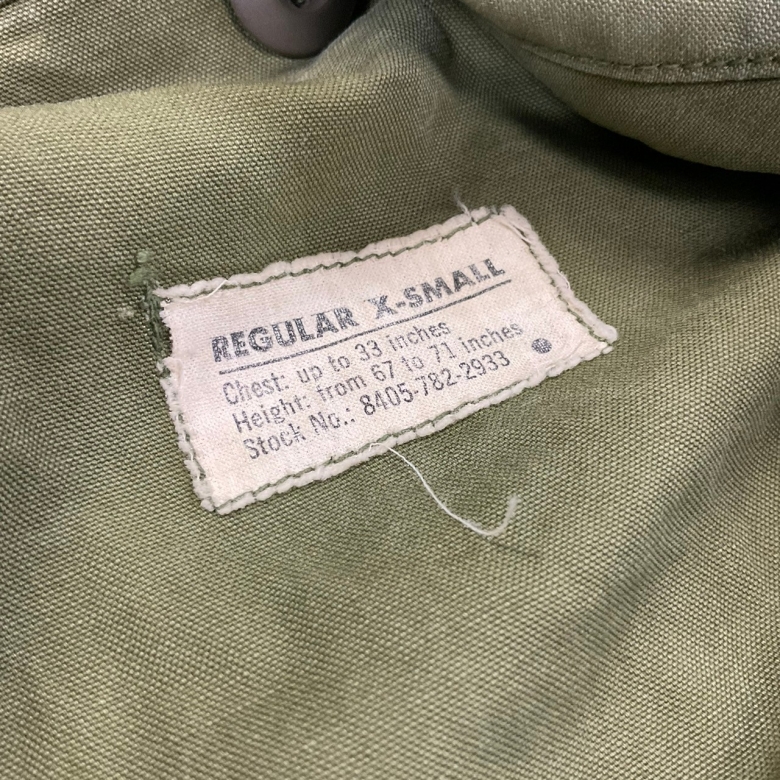 REGULAR X-SMALL
Chest: up to 33 inches
Height: from 67 to 71 inches
Stock No.: 8405-782-2933